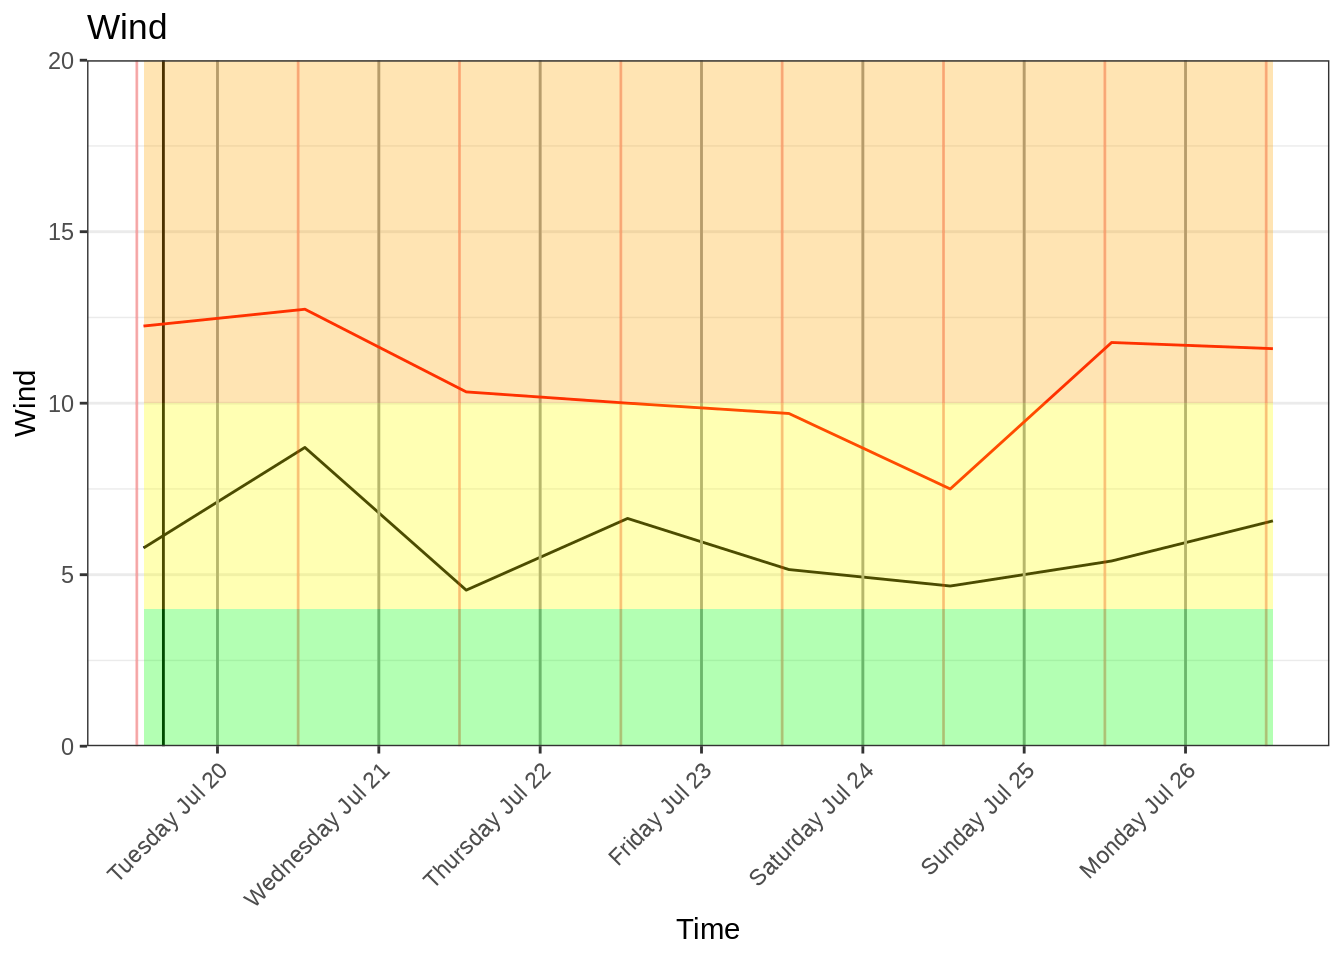 Wind
20
15
10
5
0
Wind
Tuesday Jul 20
Wednesday Jul 21
Thursday Jul 22
Friday Jul 23
Saturday Jul 24
Sunday Jul 25
Monday Jul 26
Time